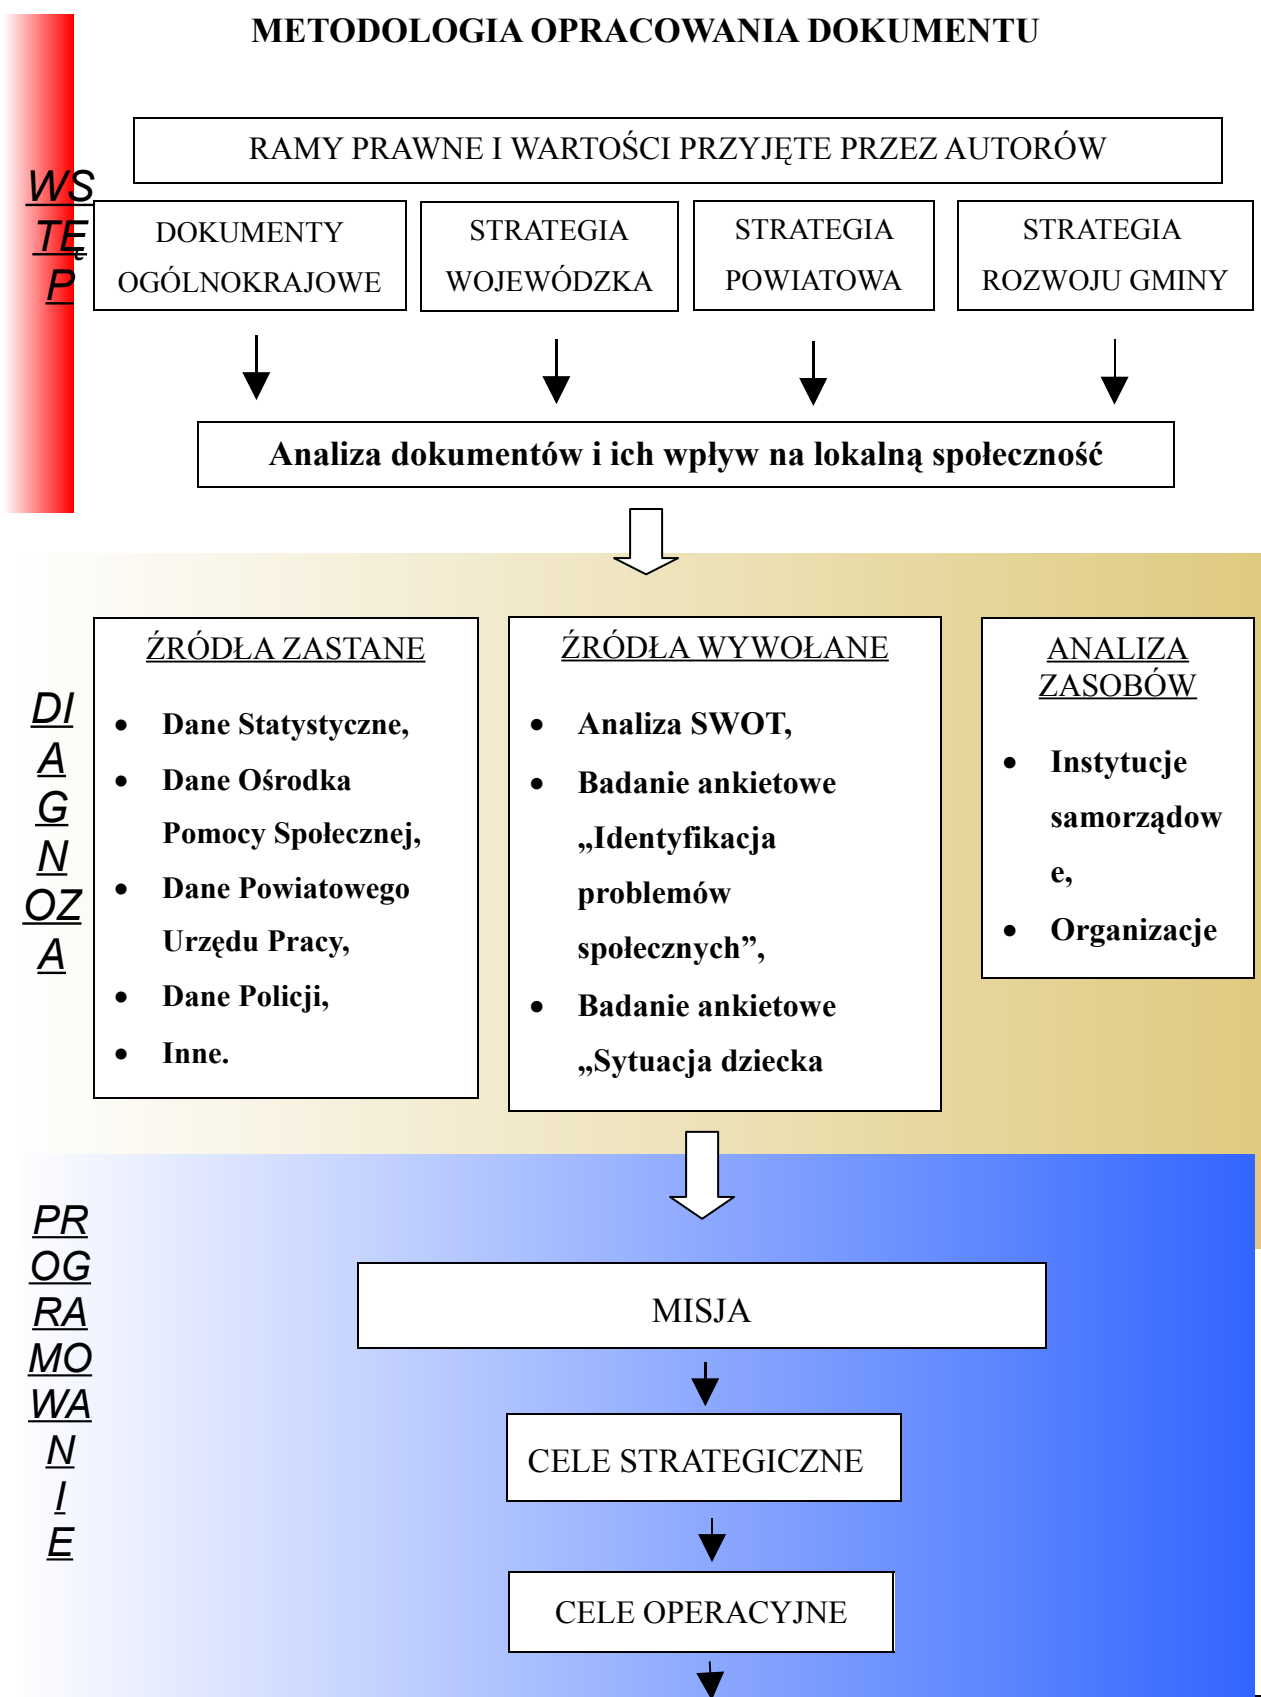 METODOLOGIA OPRACOWANIA DOKUMENTU
RAMY PRAWNE I WARTOŚCI PRZYJĘTE PRZEZ AUTORÓW
WS
TĘ
P
DOKUMENTY
OGÓLNOKRAJOWE
STRATEGIA
WOJEWÓDZKA
STRATEGIA
POWIATOWA
STRATEGIA
ROZWOJU GMINY
Analiza dokumentów i ich wpływ na lokalną społeczność
DI
A
G
N
OZ
A
ŹRÓDŁA ZASTANE
• Dane Statystyczne,
• Dane Ośrodka
Pomocy Społecznej,
• Dane Powiatowego
Urzędu Pracy,
• Dane Policji,
• Inne.
ŹRÓDŁA WYWOŁANE
• Analiza SWOT,
• Badanie ankietowe
„Identyfikacja
problemów
społecznych”,
• Badanie ankietowe
„Sytuacja dziecka
ANALIZA
ZASOBÓW
• Instytucje
samorządow
e,
• Organizacje
PR
OG
RA
MO
WA
N
I
E
MISJA
CELE STRATEGICZNE
CELE OPERACYJNE